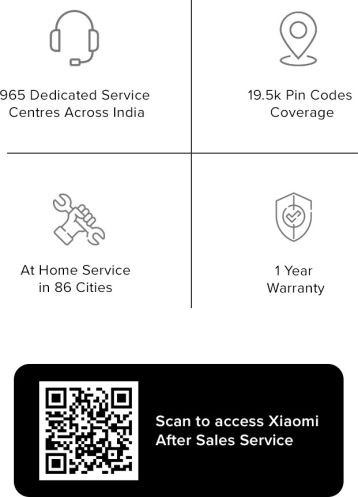 965 Dedicated Service
Centres Across India
19.5k Pin Codes
Coverage
At Home Service
in 86 Cities
1 Year
Warranty
Scan to access Xiaomi
After Sales Service